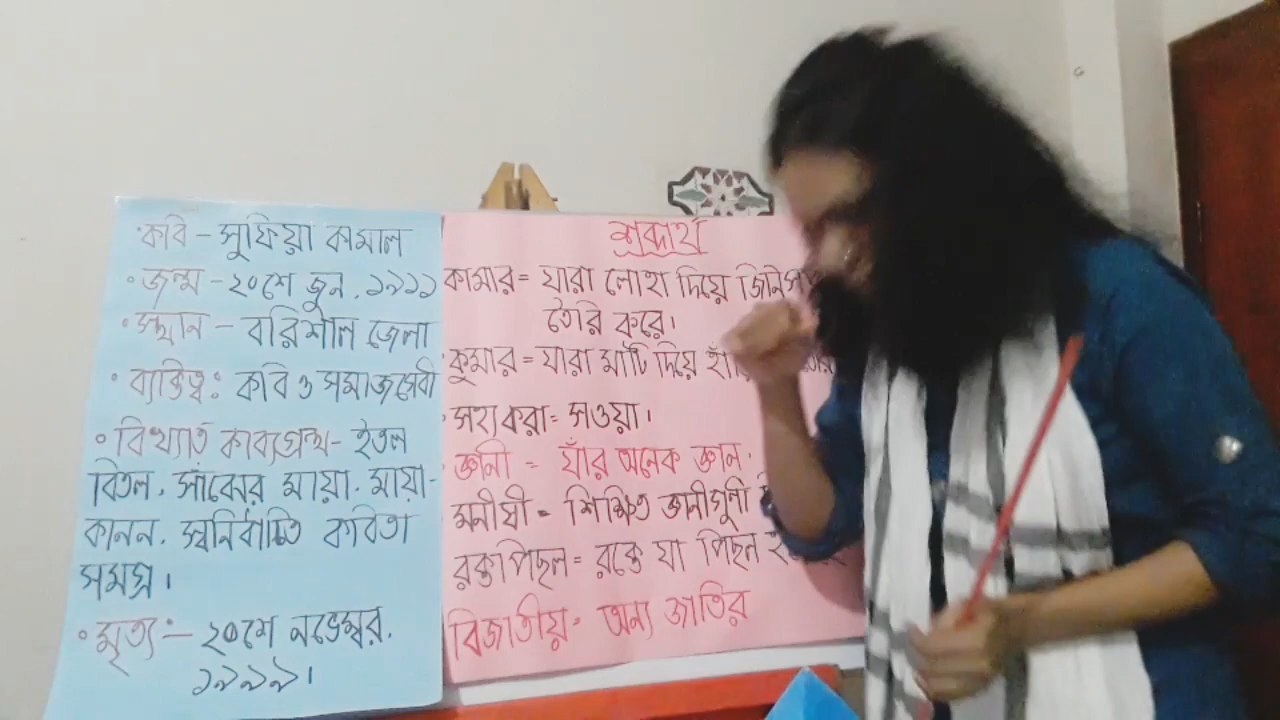 কবি - সুফিয়া কামাল
• জন্ম - ২০শে জুন, ১৯১১
• স্থান - বরিশাল জেলা
• ব্যক্তিত্ব: কবি ও সমাজসেবী
• বিখ্যাত কাব্যগ্রন্থ - ইতল
বিতল, সাঁঝের মায়া, মায়া-
কানন, স্বনির্বাচিত কবিতা
সমগ্র।
• মৃত্যু:- ২০শে নভেম্বর,
১৯৯৯।
শব্দার্থ
কামার = যারা লোহা দিয়ে
তৈরি করে।
কুমার = যারা মাটি দিয়ে
সহ্যকরা = সওয়া।
জ্ঞানী = যাঁর অনেক জ্ঞান।
মনীষী = শিক্ষিত জ্ঞানীগুণী
রক্তপিছল = রক্তে যা পিছল
বিজাতীয় = অন্য জাতির